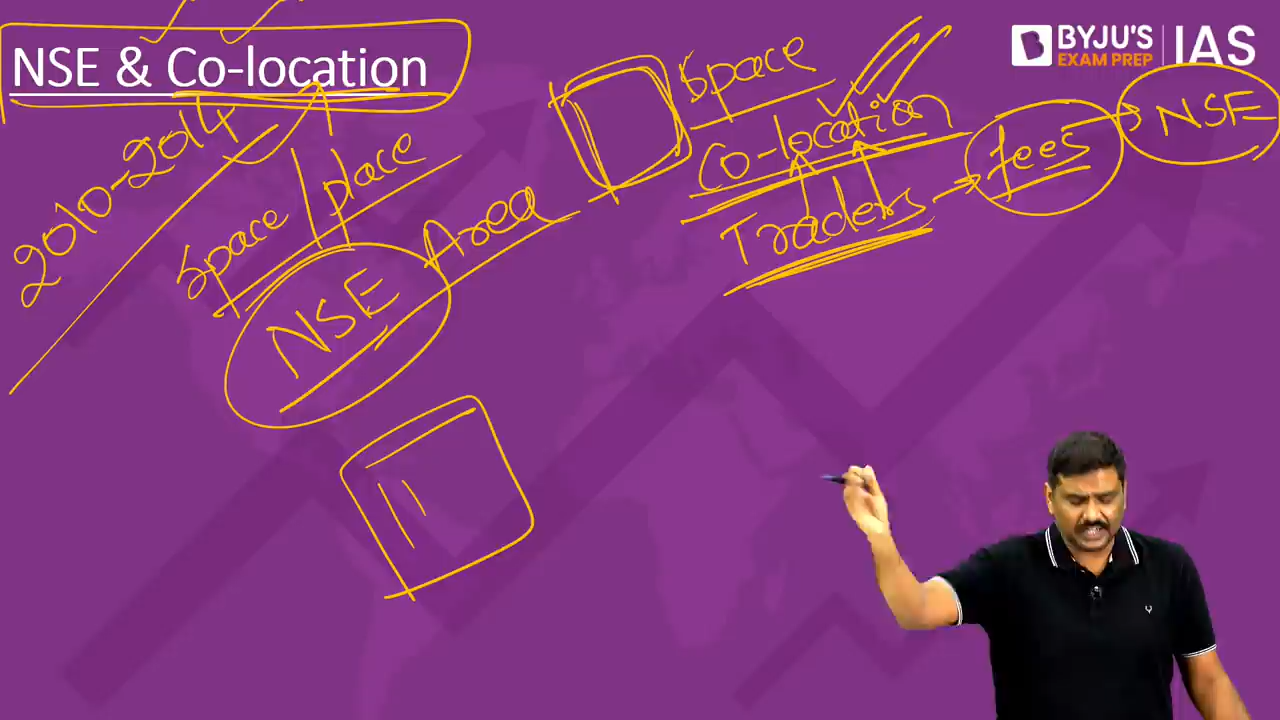 NSE & Co-location
BYJU'S
EXAM PREP
IAS
2010-2014
Space / place
NSE Area
Space
Co-location
Traders
fees
NSE